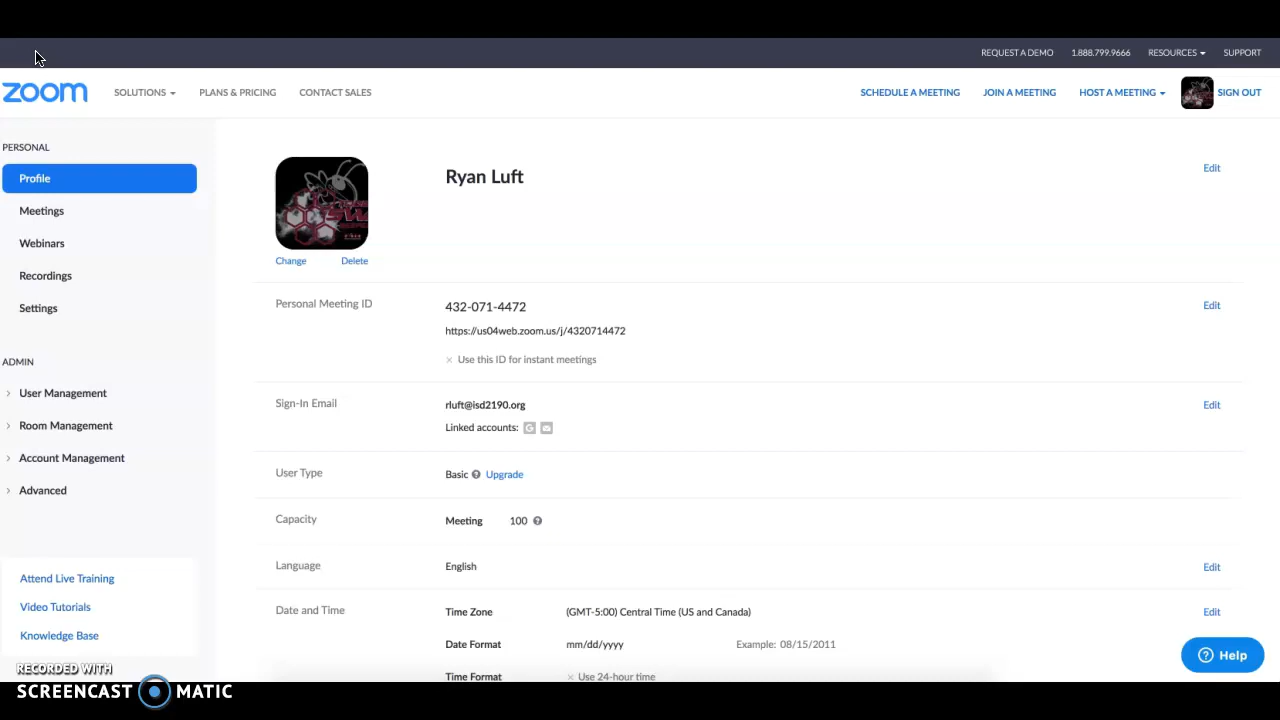 REQUEST A DEMO 1.888.799.9666 RESOURCES SUPPORT
zoom SOLUTIONS PLANS & PRICING CONTACT SALES SCHEDULE A MEETING JOIN A MEETING HOST A MEETING SIGN OUT
PERSONAL
Profile
Meetings
Webinars
Recordings
Settings
ADMIN
User Management
Room Management
Account Management
Advanced
Attend Live Training
Video Tutorials
Knowledge Base
Ryan Luft Edit
Change Delete
Personal Meeting ID 432-071-4472 Edit
https://us04web.zoom.us/j/4320714472
× Use this ID for instant meetings
Sign-In Email rluft@isd2190.org Edit
Linked accounts:
User Type Basic Upgrade
Capacity Meeting 100
Language English Edit
Date and Time Time Zone (GMT-5:00) Central Time (US and Canada) Edit
Date Format mm/dd/yyyy Example: 08/15/2011
Time Format × Use 24-hour time
Help
RECORDED WITH
SCREENCAST MATIC